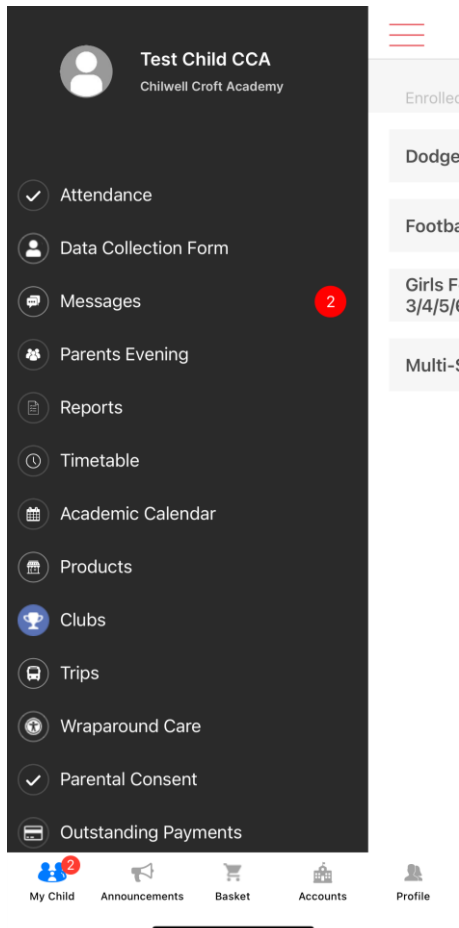 Test Child CCA
Chilwell Croft Academy
Enrolled
Dodge
Footba
Girls F
3/4/5/6
Multi-S
Attendance
Data Collection Form
Messages 2
Parents Evening
Reports
Timetable
Academic Calendar
Products
Clubs
Trips
Wraparound Care
Parental Consent
Outstanding Payments
2
My Child Announcements Basket Accounts Profile